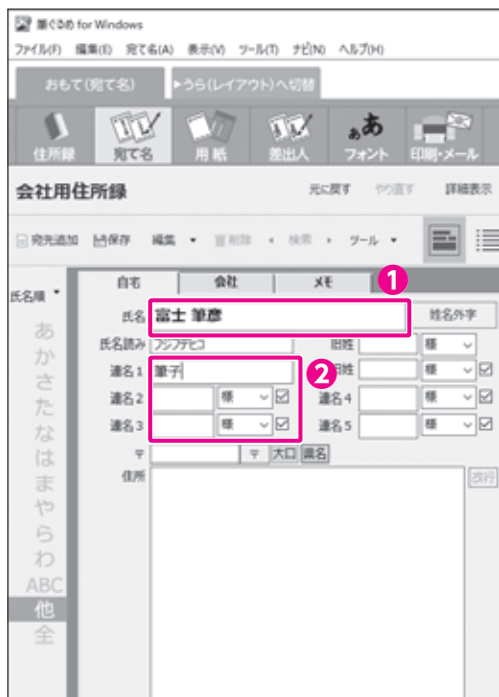 筆ぐるめ for Windows
ファイル(F) 編集(E) 宛て名(A) 表示(V) ツール(T) ナビ(N) ヘルプ(H)
おもて(宛て名) ▶うら(レイアウト)へ切替
住所録 宛て名 用紙 差出人 フォント 印刷・メール
会社用住所録 元に戻す やり直す 詳細表示
宛先追加 保存 編集 削除 検索 ツール
自宅 会社 メモ 1
氏名順 氏名 富士 筆彦 姓名外字
氏名読み フジフデヒコ 旧姓 様
連名1 筆子 2 旧姓 様
連名2 様 連名4 様
連名3 様 連名5 様
〒 〒 大口 県名
住所 改行
あ
か
さ
た
な
は
ま
や
ら
わ
ABC
他
全